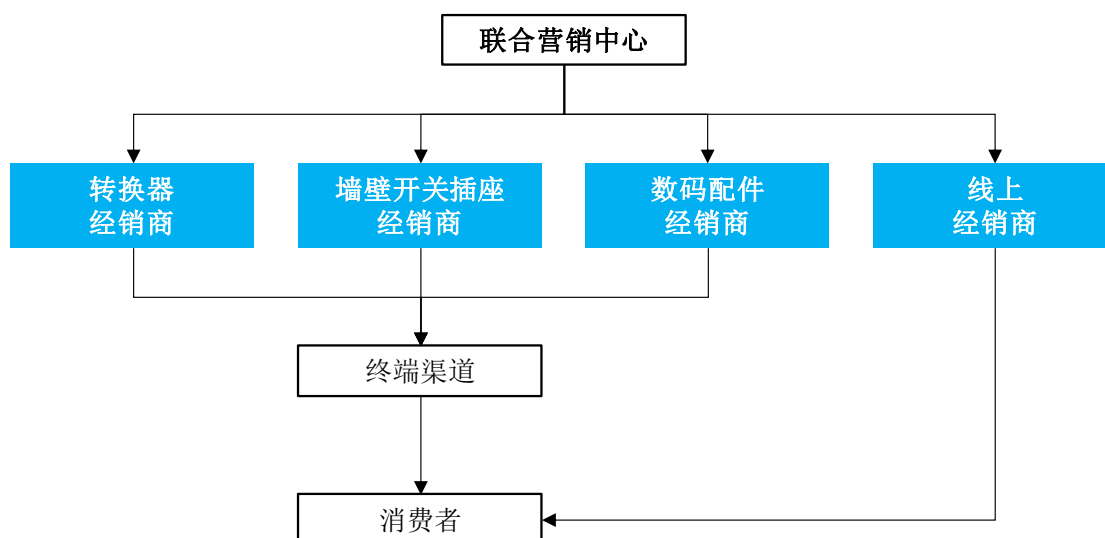 联合营销中心
转换器
经销商
墙壁开关插座
经销商
数码配件
经销商
线上
经销商
终端渠道
消费者